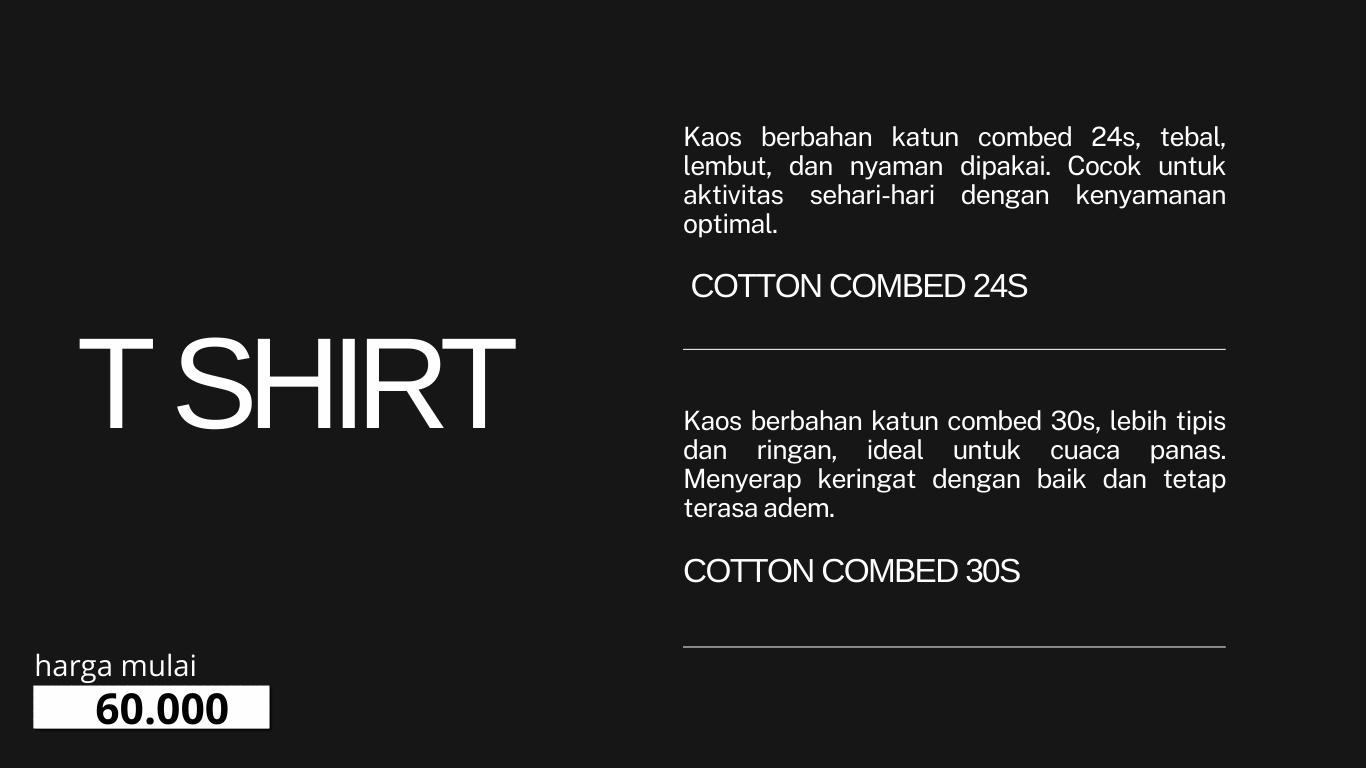 T SHIRT
harga mulai
60.000
Kaos berbahan katun combed 24s, tebal,
lembut, dan nyaman dipakai. Cocok untuk
aktivitas sehari-hari dengan kenyamanan
optimal.
COTTON COMBED 24S
Kaos berbahan katun combed 30s, lebih tipis
dan ringan, ideal untuk cuaca panas.
Menyerap keringat dengan baik dan tetap
terasa adem.
COTTON COMBED 30S